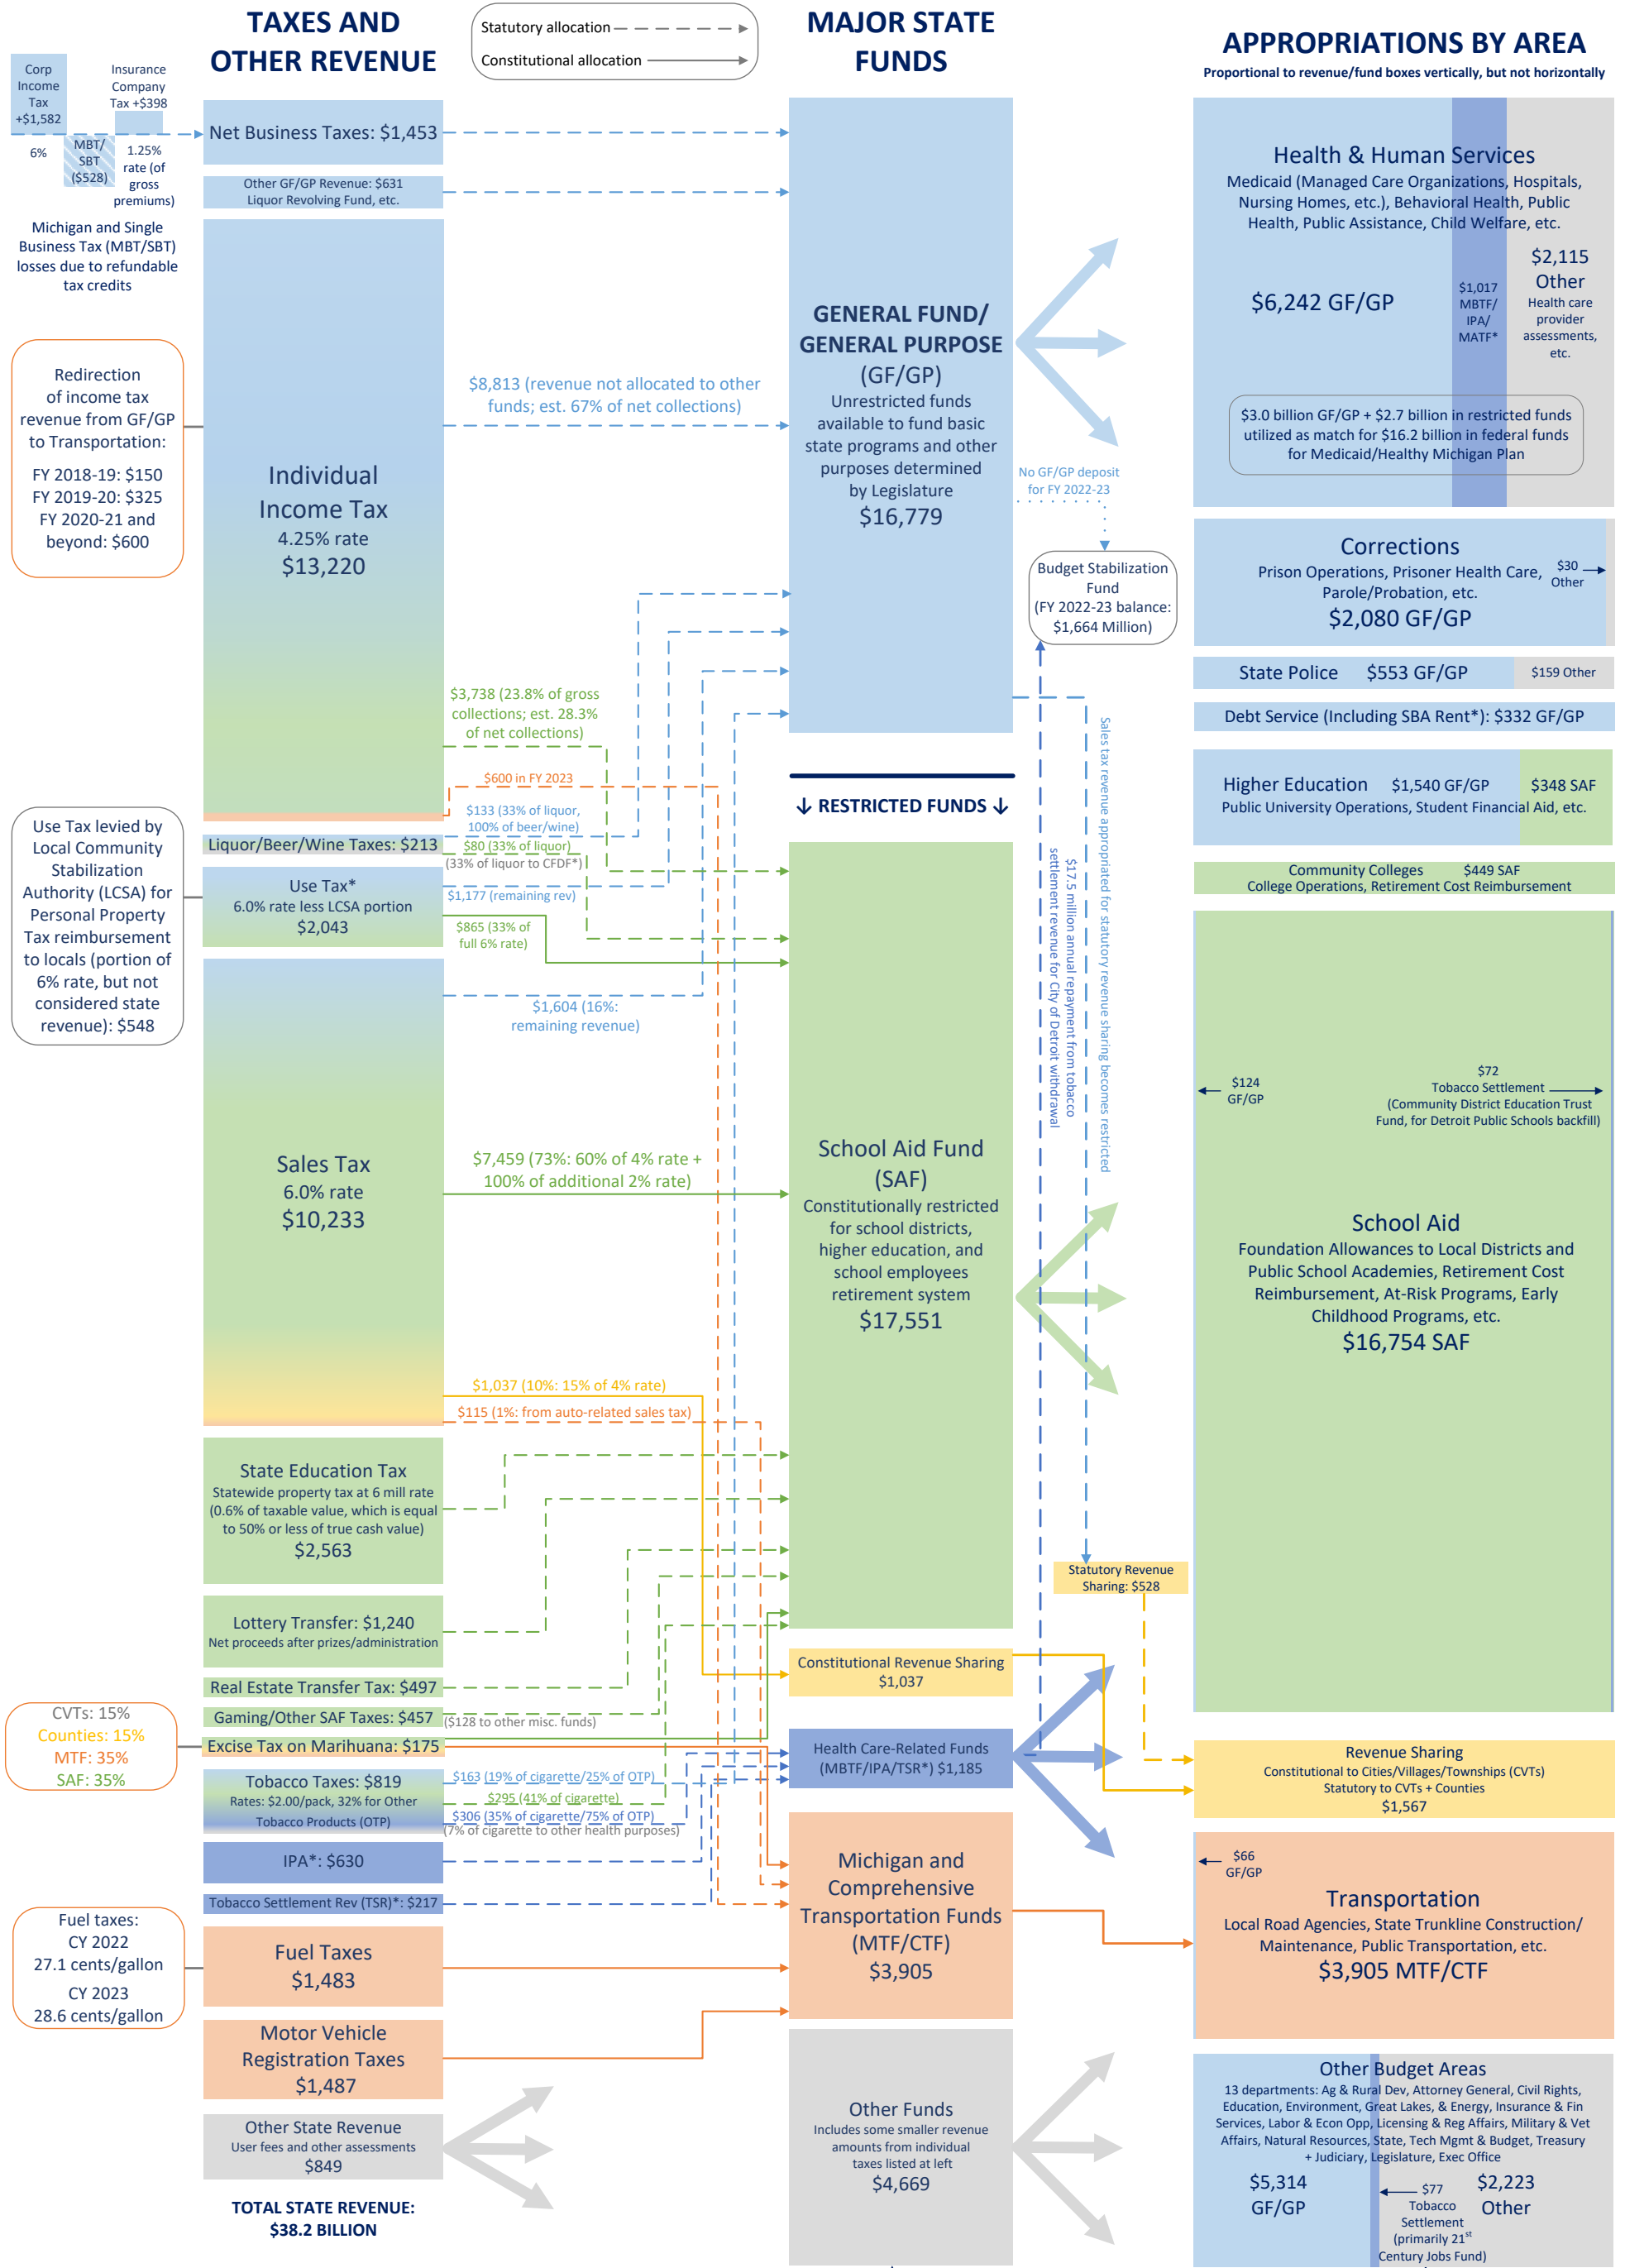 TAXES AND
OTHER REVENUE
Statutory allocation
Constitutional allocation
MAJOR STATE
FUNDS
APPROPRIATIONS BY AREA
Proportional to revenue/fund boxes vertically, but not horizontally
Corp
Income
Tax
+$1,582
6%
MBT/
SBT
($528)
Insurance
Company
Tax +$398
1.25%
rate (of
gross
premiums)
Michigan and Single
Business Tax (MBT/SBT)
losses due to refundable
tax credits
Redirection
of income tax
revenue from GF/GP
to Transportation:
FY 2018-19: $150
FY 2019-20: $325
FY 2020-21 and
beyond: $600
Use Tax levied by
Local Community
Stabilization
Authority (LCSA) for
Personal Property
Tax reimbursement
to locals (portion of
6% rate, but not
considered state
revenue): $548
CVTs: 15%
Counties: 15%
MTF: 35%
SAF: 35%
Fuel taxes:
CY 2022
27.1 cents/gallon
CY 2023
28.6 cents/gallon
Net Business Taxes: $1,453
Other GF/GP Revenue: $631
Liquor Revolving Fund, etc.
Individual
Income Tax
4.25% rate
$13,220
Liquor/Beer/Wine Taxes: $213
Use Tax*
6.0% rate less LCSA portion
$2,043
Sales Tax
6.0% rate
$10,233
State Education Tax
Statewide property tax at 6 mill rate
(0.6% of taxable value, which is equal
to 50% or less of true cash value)
$2,563
Lottery Transfer: $1,240
Net proceeds after prizes/administration
Real Estate Transfer Tax: $497
Gaming/Other SAF Taxes: $457
Excise Tax on Marihuana: $175
Tobacco Taxes: $819
Rates: $2.00/pack, 32% for Other
Tobacco Products (OTP)
IPA*: $630
Tobacco Settlement Rev (TSR)*: $217
Fuel Taxes
$1,483
Motor Vehicle
Registration Taxes
$1,487
Other State Revenue
User fees and other assessments
$849
TOTAL STATE REVENUE:
$38.2 BILLION
$8,813 (revenue not allocated to other
funds; est. 67% of net collections)
$3,738 (23.8% of gross
collections; est. 28.3%
of net collections)
$600 in FY 2023
$133 (33% of liquor,
100% of beer/wine)
$80 (33% of liquor)
(33% of liquor to CFDF*)
$1,177 (remaining rev)
$865 (33% of
full 6% rate)
$1,604 (16%:
remaining revenue)
$7,459 (73%: 60% of 4% rate +
100% of additional 2% rate)
$1,037 (10%: 15% of 4% rate)
$115 (1%: from auto-related sales tax)
($128 to other misc. funds)
$163 (19% of cigarette/25% of OTP)
$295 (41% of cigarette)
$306 (35% of cigarette/75% of OTP)
(7% of cigarette to other health purposes)
GENERAL FUND/
GENERAL PURPOSE
(GF/GP)
Unrestricted funds
available to fund basic
state programs and other
purposes determined
by Legislature
$16,779
↓ RESTRICTED FUNDS ↓
School Aid Fund
(SAF)
Constitutionally restricted
for school districts,
higher education, and
school employees
retirement system
$17,551
Constitutional Revenue Sharing
$1,037
Health Care-Related Funds
(MBTF/IPA/TSR*) $1,185
Michigan and
Comprehensive
Transportation Funds
(MTF/CTF)
$3,905
Other Funds
Includes some smaller revenue
amounts from individual
taxes listed at left
$4,669
No GF/GP deposit
for FY 2022-23
Budget Stabilization
Fund
(FY 2022-23 balance:
$1,664 Million)
Sales tax revenue appropriated for statutory revenue sharing becomes restricted
$17.5 million annual repayment from tobacco
settlement revenue for City of Detroit withdrawal
Statutory Revenue
Sharing: $528
Health & Human Services
Medicaid (Managed Care Organizations, Hospitals,
Nursing Homes, etc.), Behavioral Health, Public
Health, Public Assistance, Child Welfare, etc.
$6,242 GF/GP
$1,017
MBTF/
IPA/
MATF*
$2,115
Other
Health care
provider
assessments,
etc.
$3.0 billion GF/GP + $2.7 billion in restricted funds
utilized as match for $16.2 billion in federal funds
for Medicaid/Healthy Michigan Plan
Corrections
Prison Operations, Prisoner Health Care,
Parole/Probation, etc.
$2,080 GF/GP
$30
Other
State Police $553 GF/GP
$159 Other
Debt Service (Including SBA Rent*): $332 GF/GP
Higher Education $1,540 GF/GP
$348 SAF
Public University Operations, Student Financial Aid, etc.
Community Colleges $449 SAF
College Operations, Retirement Cost Reimbursement
$124
GF/GP
$72
Tobacco Settlement
(Community District Education Trust
Fund, for Detroit Public Schools backfill)
School Aid
Foundation Allowances to Local Districts and
Public School Academies, Retirement Cost
Reimbursement, At-Risk Programs, Early
Childhood Programs, etc.
$16,754 SAF
Revenue Sharing
Constitutional to Cities/Villages/Townships (CVTs)
Statutory to CVTs + Counties
$1,567
$66
GF/GP
Transportation
Local Road Agencies, State Trunkline Construction/
Maintenance, Public Transportation, etc.
$3,905 MTF/CTF
Other Budget Areas
13 departments: Ag & Rural Dev, Attorney General, Civil Rights,
Education, Environment, Great Lakes, & Energy, Insurance & Fin
Services, Labor & Econ Opp, Licensing & Reg Affairs, Military & Vet
Affairs, Natural Resources, State, Tech Mgmt & Budget, Treasury
+ Judiciary, Legislature, Exec Office
$5,314
GF/GP
$77
Tobacco
Settlement
(primarily 21st
Century Jobs Fund)
$2,223
Other